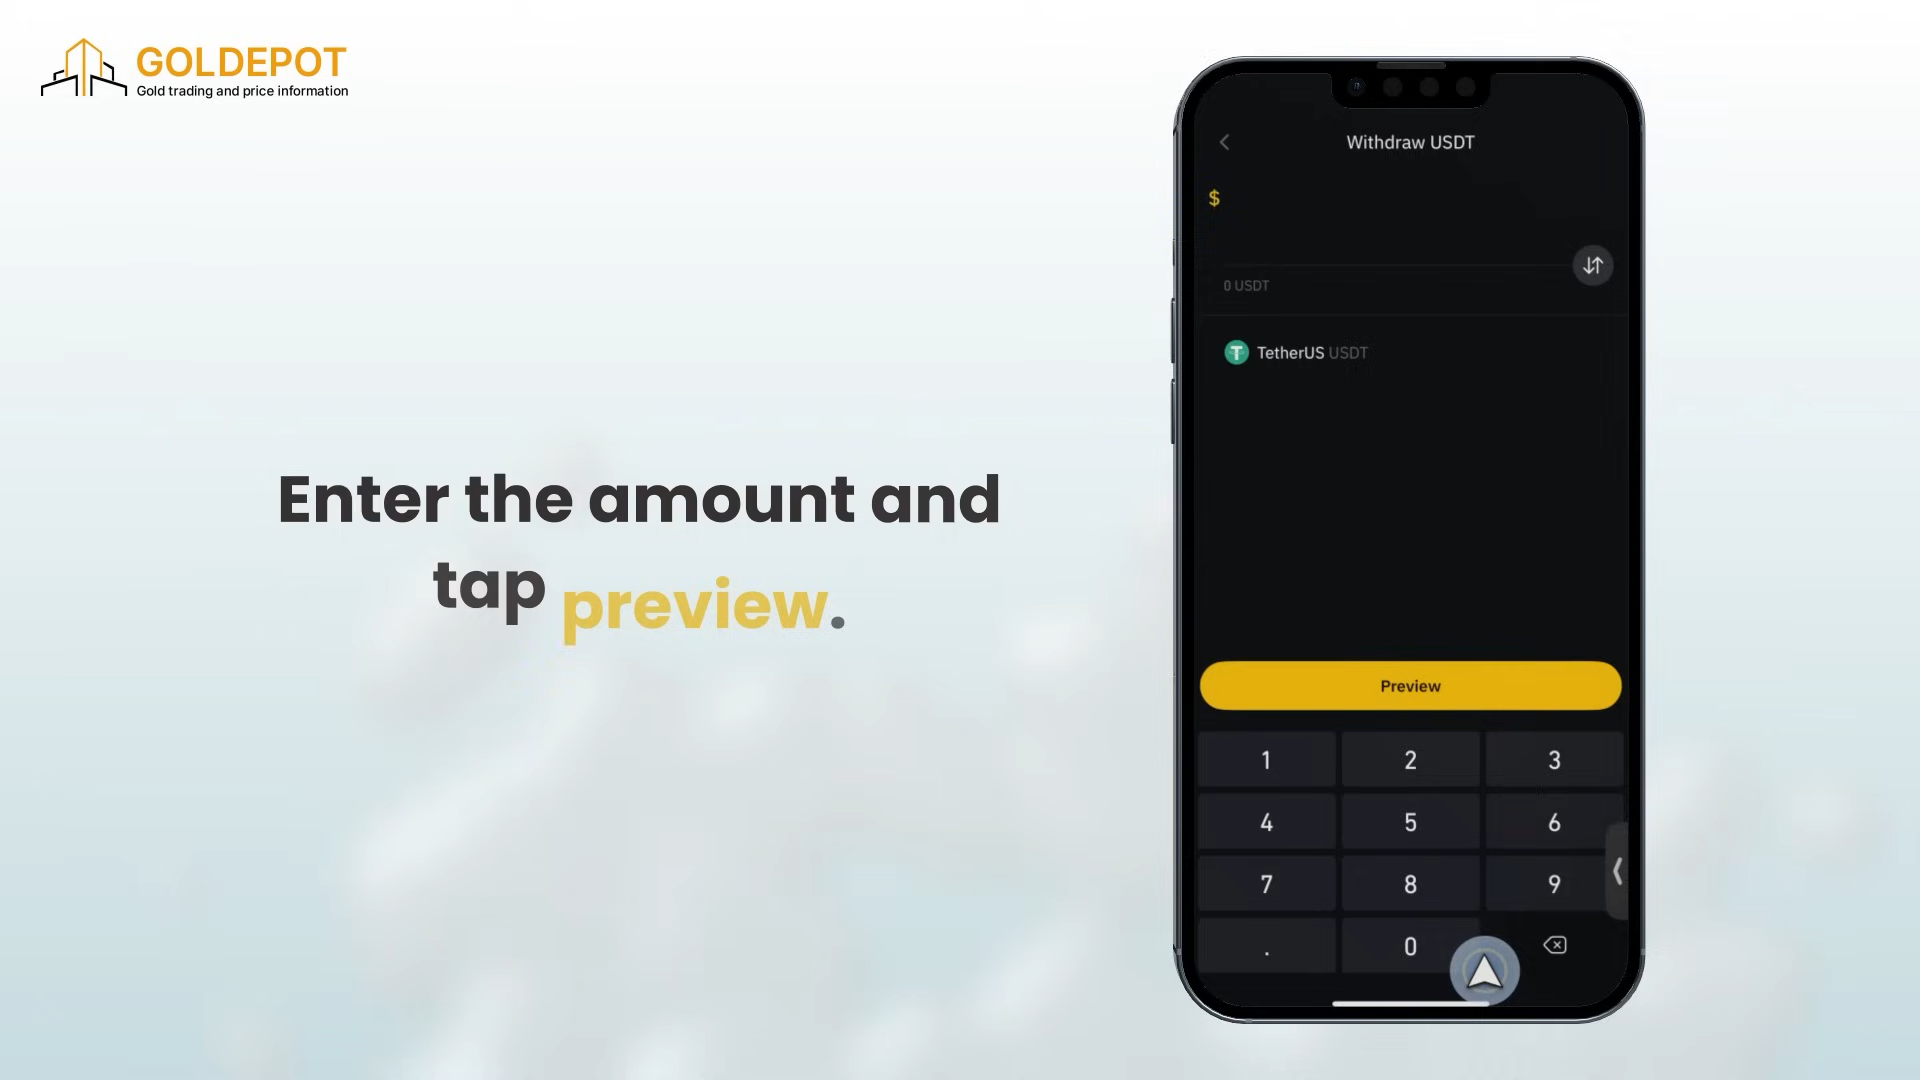 GOLDEPOT
Gold trading and price information
Enter the amount and
tap preview.
Withdraw USDT
$
0 USDT
TetherUS USDT
Preview
1 2 3
4 5 6
7 8 9
. 0